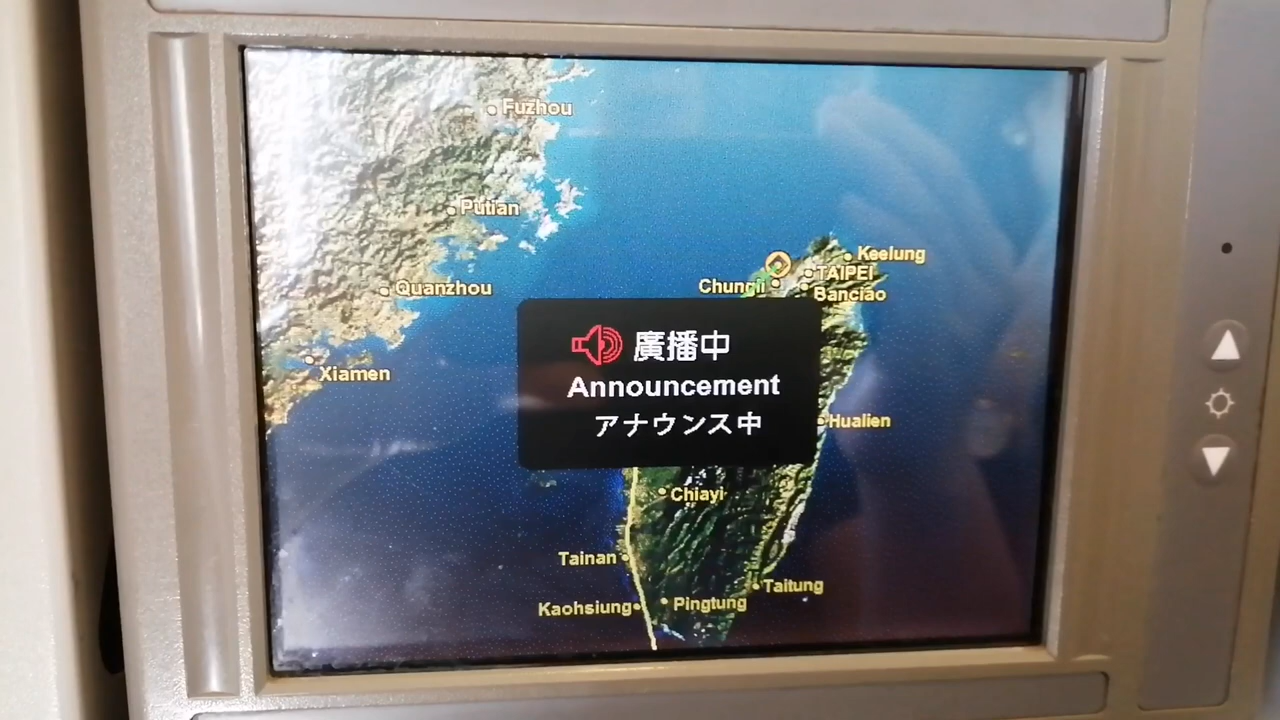 Fuzhou
Putian
Keelung
TAIPEI
Chungli
Banciao
Quanzhou
廣播中
Xiamen
Announcement
アナウンス中
Hualien
Chiayi
Tainan
Taitung
Kaohsiung
Pingtung